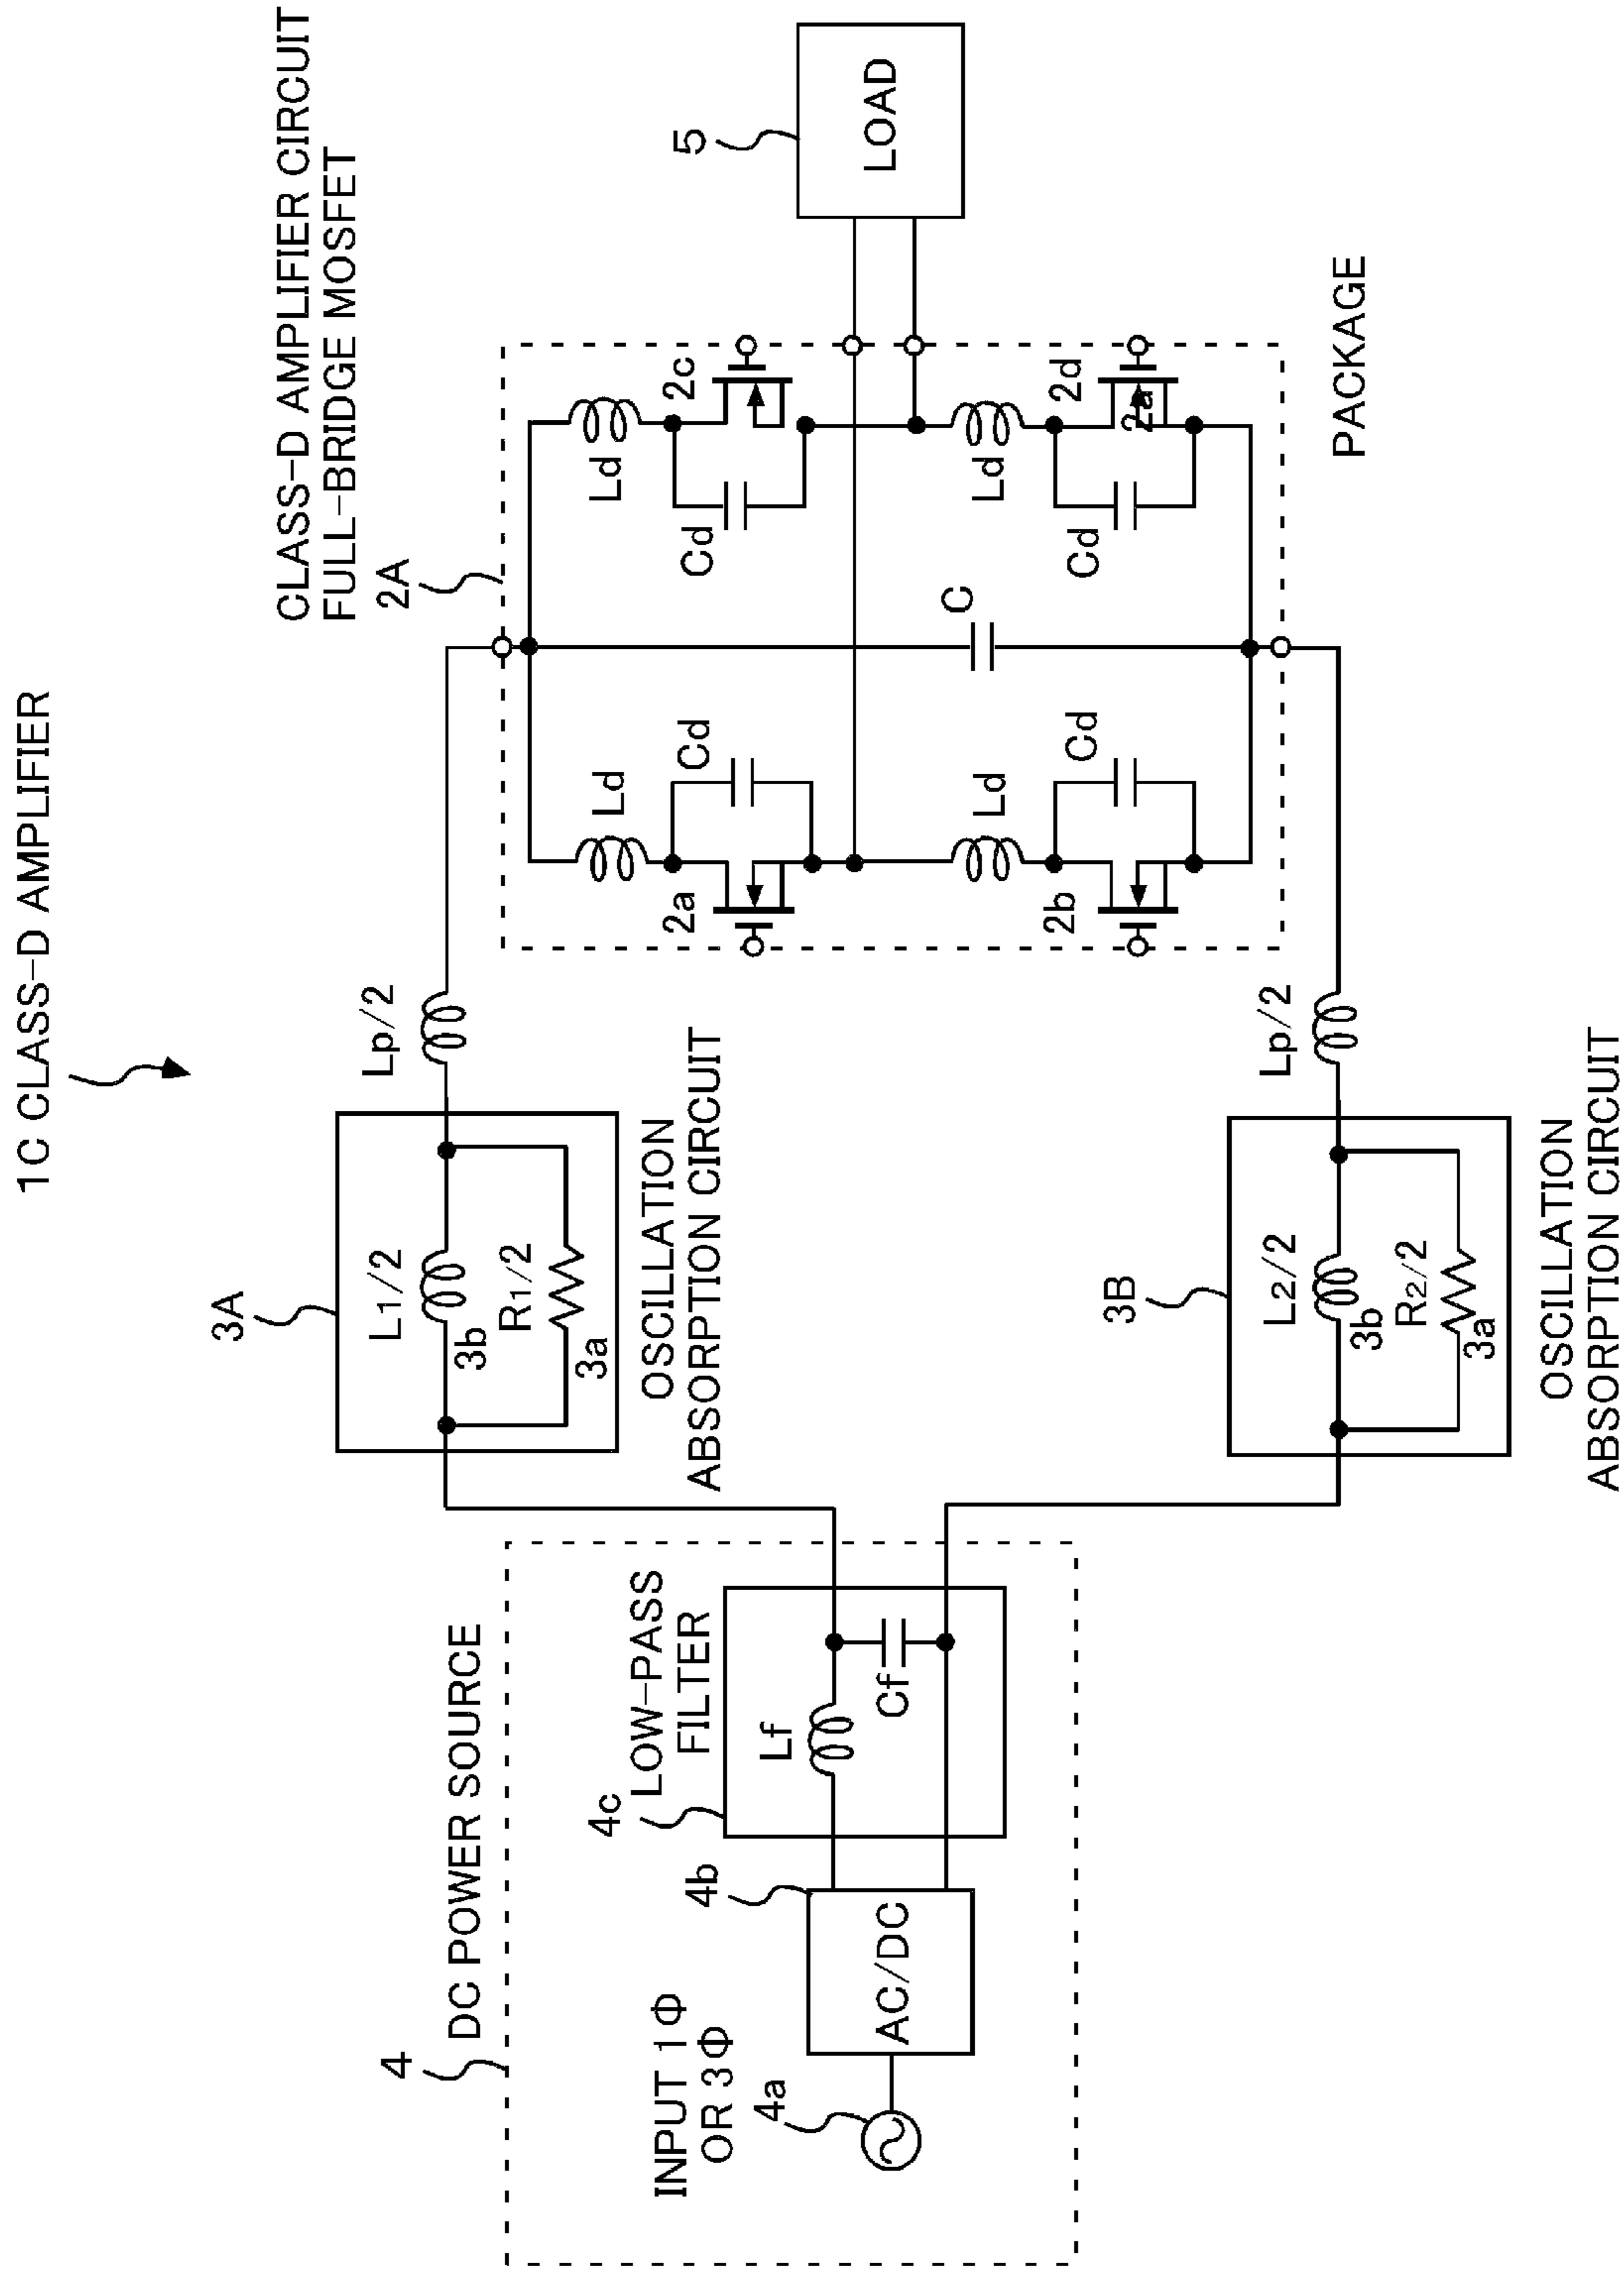 1C CLASS-D AMPLIFIER
CLASS-D AMPLIFIER CIRCUIT
FULL-BRIDGE MOSFET
2A
DC POWER SOURCE
4
INPUT 1Φ
OR 3Φ
4a
4b
AC/DC
4c
LOW-PASS
FILTER
Lf
Cf
3A
L1/2
3b
R1/2
3a
OSCILLATION
ABSORPTION CIRCUIT
Lp/2
3B
L2/2
3b
R2/2
3a
OSCILLATION
ABSORPTION CIRCUIT
Lp/2
Ld
Cd
2a
Ld
Cd
2b
C
Ld
Cd
2c
Ld
Cd
2d
2a
PACKAGE
5
LOAD